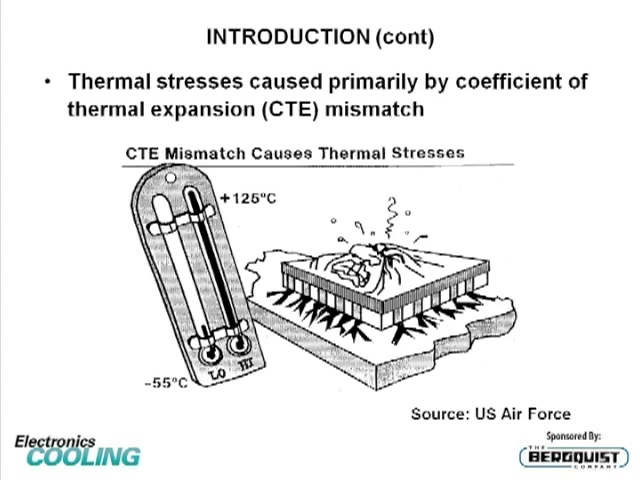 INTRODUCTION (cont)
• Thermal stresses caused primarily by coefficient of
thermal expansion (CTE) mismatch
CTE Mismatch Causes Thermal Stresses
+125°C
-55°C
LO HI
Source: US Air Force
Electronics
COOLING
Sponsored By:
THE
BERGQUIST
COMPANY